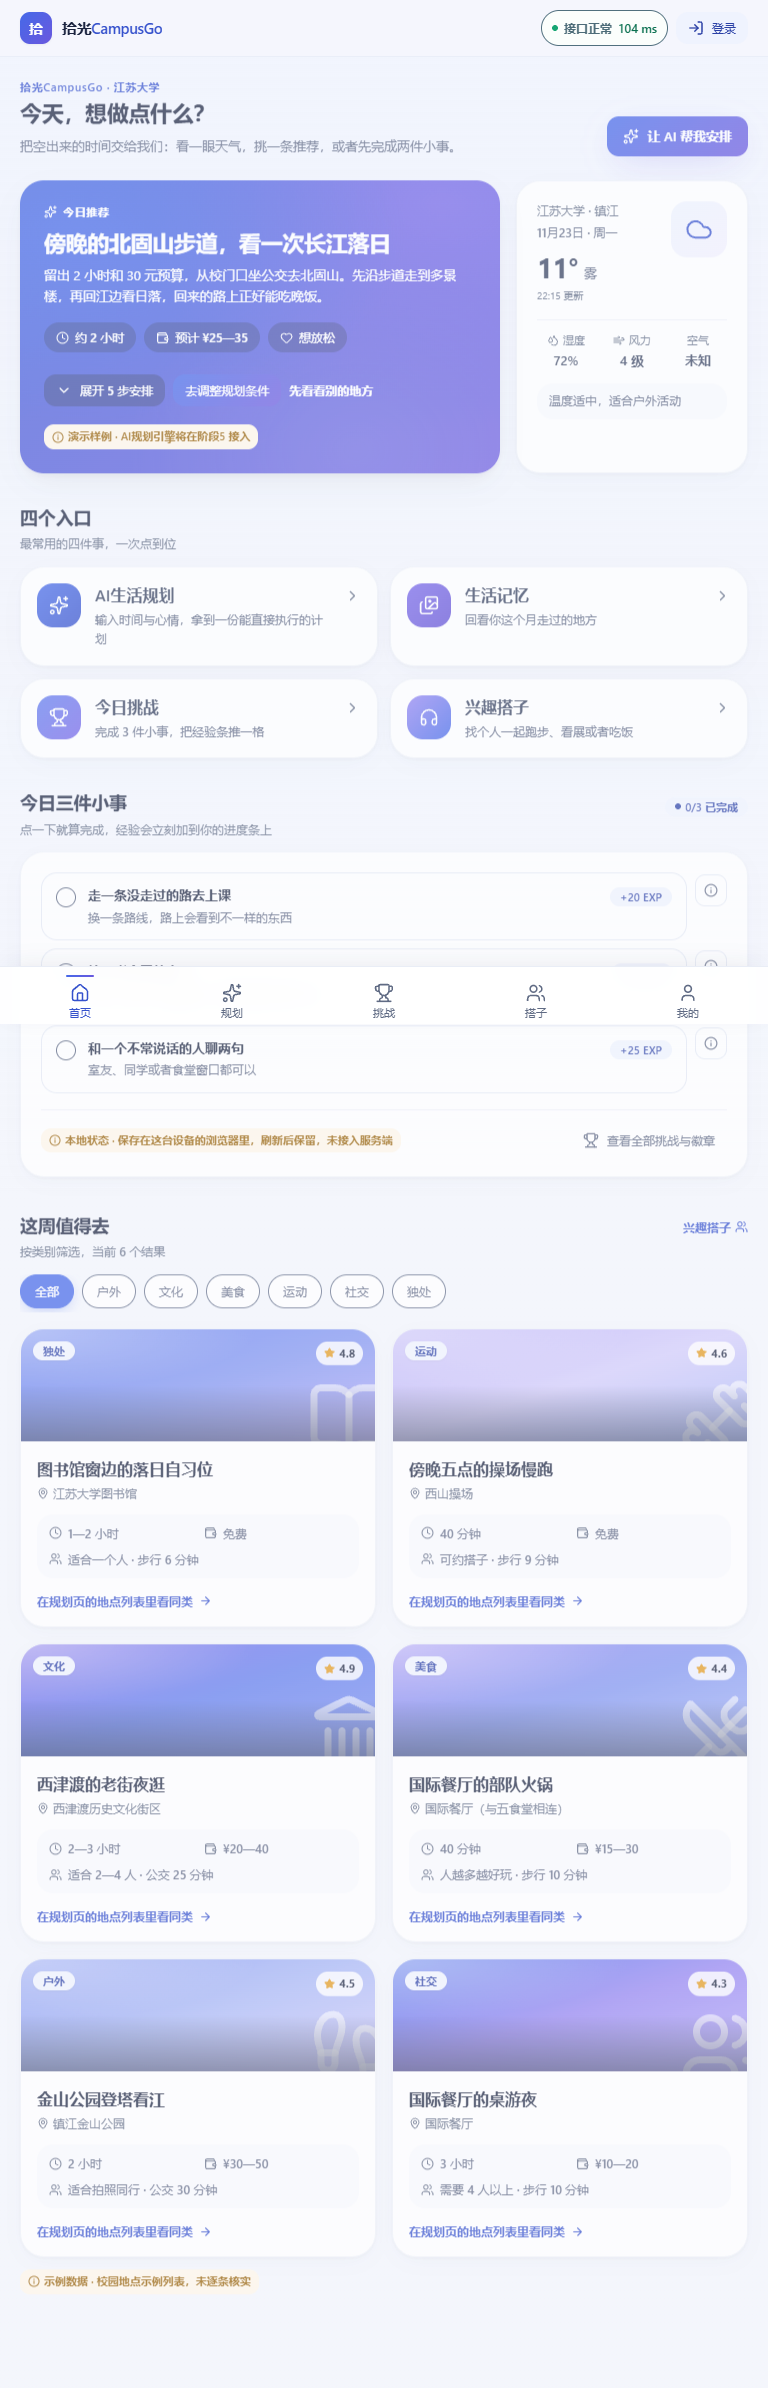 拾 拾光CampusGo
接口正常 104 ms
登录
拾光CampusGo · 江苏大学
今天，想做点什么？
把空出来的时间交给我们：看一眼天气，挑一条推荐，或者先完成两件小事。
让 AI 帮我安排
今日推荐
傍晚的北固山步道，看一次长江落日
留出 2 小时和 30 元预算，从校门口坐公交去北固山。先沿步道走到多景
楼，再回江边看日落，回来的路上正好能吃晚饭。
约 2 小时
预计 ¥25—35
想放松
展开 5 步安排
去调整规划条件
先看看别的地方
演示样例 · AI规划引擎将在阶段5 接入
江苏大学 · 镇江
11月23日 · 周一
11° 雾
22:15 更新
湿度
风力
空气
72%
4 级
未知
温度适中，适合户外活动
四个入口
最常用的四件事，一次点到位
AI生活规划
输入时间与心情，拿到一份能直接执行的计
划
生活记忆
回看你这个月走过的地方
今日挑战
完成 3 件小事，把经验条推一格
兴趣搭子
找个人一起跑步、看展或者吃饭
今日三件小事
0/3 已完成
点一下就算完成，经验会立刻加到你的进度条上
走一条没走过的路去上课
+20 EXP
换一条路线，路上会看到不一样的东西
首页
规划
挑战
搭子
我的
和一个不常说话的人聊两句
+25 EXP
室友、同学或者食堂窗口都可以
本地状态 · 保存在这台设备的浏览器里，刷新后保留，未接入服务端
查看全部挑战与徽章
这周值得去
兴趣搭子
按类别筛选，当前 6 个结果
全部
户外
文化
美食
运动
社交
独处
独处
4.8
图书馆窗边的落日自习位
江苏大学图书馆
1—2 小时
免费
适合一个人 · 步行 6 分钟
在规划页的地点列表里看同类
运动
4.6
傍晚五点的操场慢跑
西山操场
40 分钟
免费
可约搭子 · 步行 9 分钟
在规划页的地点列表里看同类
文化
4.9
西津渡的老街夜逛
西津渡历史文化街区
2—3 小时
¥20—40
适合 2—4 人 · 公交 25 分钟
在规划页的地点列表里看同类
美食
4.4
国际餐厅的部队火锅
国际餐厅（与五食堂相连）
40 分钟
¥15—30
人越多越好玩 · 步行 10 分钟
在规划页的地点列表里看同类
户外
4.5
金山公园登塔看江
镇江金山公园
2 小时
¥30—50
适合拍照同行 · 公交 30 分钟
在规划页的地点列表里看同类
社交
4.3
国际餐厅的桌游夜
国际餐厅
3 小时
¥10—20
需要 4 人以上 · 步行 10 分钟
在规划页的地点列表里看同类
示例数据 · 校园地点示例列表，未逐条核实